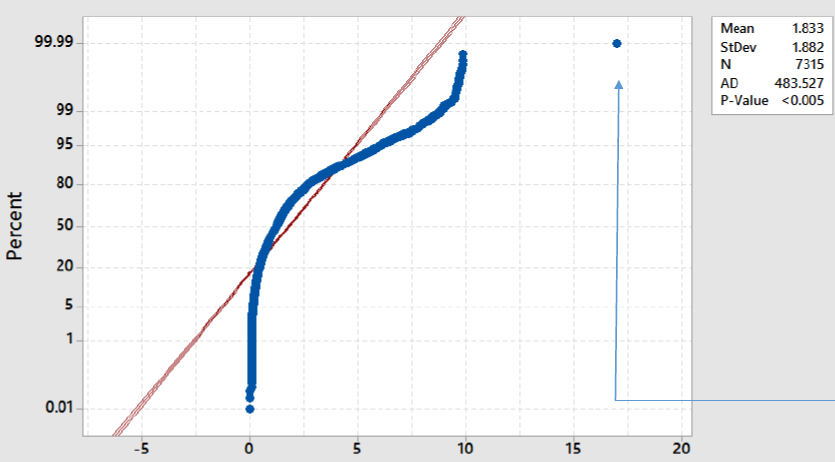 Percent
99.99
99
95
80
50
20
5
1
0.01
-5 0 5 10 15 20
Mean 1.833
StDev 1.882
N 7315
AD 483.527
P-Value <0.005